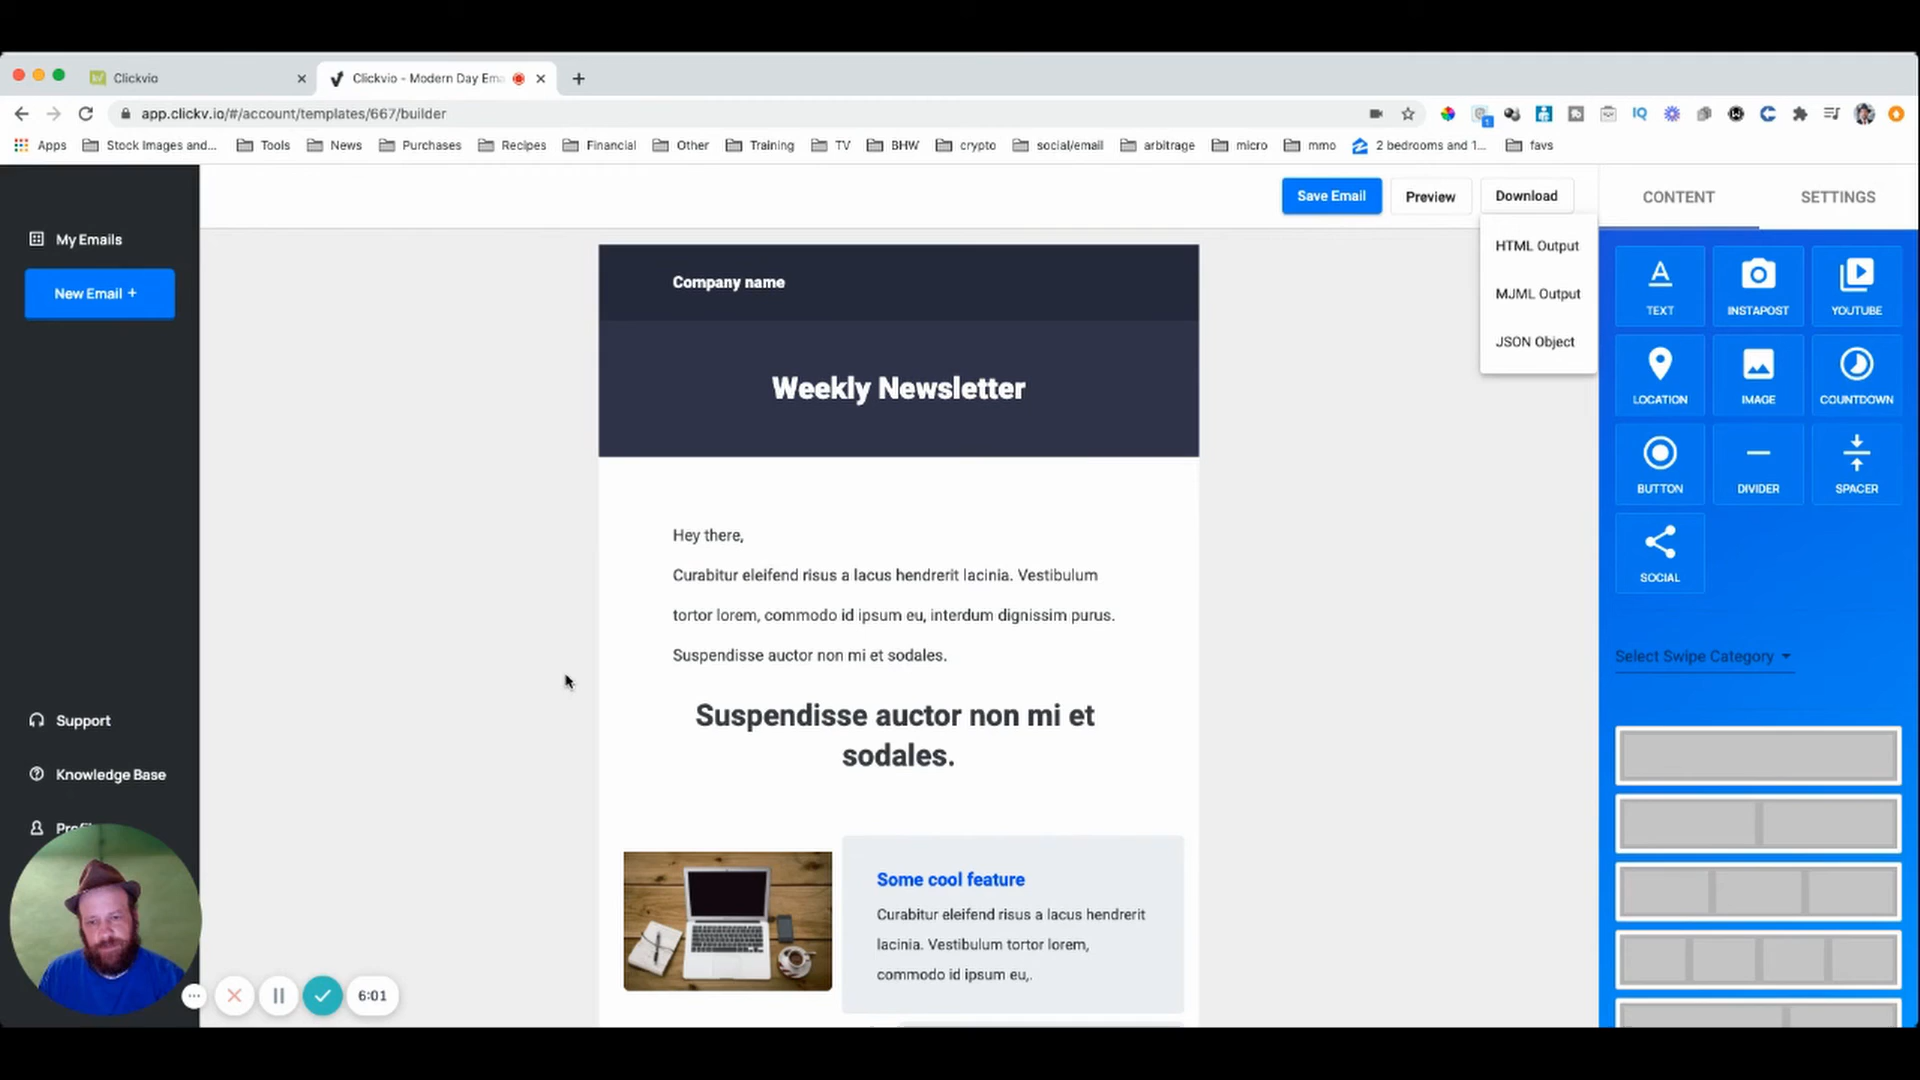 Clickvio
Clickvio - Modern Day Ema
app.clickv.io/#/account/templates/667/builder
1
IQ
Apps
Stock Images and...
Tools
News
Purchases
Recipes
Financial
Other
Training
TV
BHW
crypto
social/email
arbitrage
micro
mmo
2 bedrooms and 1...
favs
My Emails
New Email +
Support
Knowledge Base
Save Email
Preview
Download
HTML Output
MJML Output
JSON Object
Company name
Weekly Newsletter
Hey there,
Curabitur eleifend risus a lacus hendrerit lacinia. Vestibulum
tortor lorem, commodo id ipsum eu, interdum dignissim purus.
Suspendisse auctor non mi et sodales.
Suspendisse auctor non mi et
sodales.
Some cool feature
Curabitur eleifend risus a lacus hendrerit
lacinia. Vestibulum tortor lorem,
commodo id ipsum eu,.
CONTENT
SETTINGS
TEXT
INSTAPOST
YOUTUBE
LOCATION
IMAGE
COUNTDOWN
BUTTON
DIVIDER
SPACER
SOCIAL
Select Swipe Category
6:01